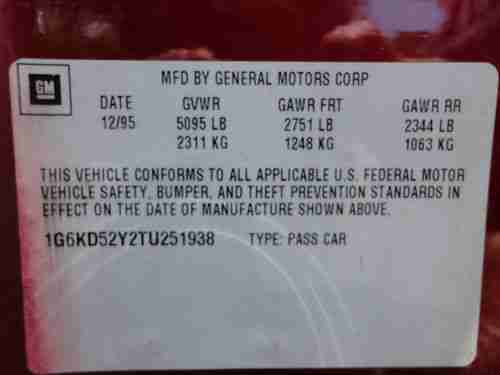 GM
MFD BY GENERAL MOTORS CORP
DATE GVWR GAWR FRT GAWR RR
12/95 5095 LB 2751 LB 2344 LB
2311 KG 1248 KG 1063 KG
THIS VEHICLE CONFORMS TO ALL APPLICABLE U.S. FEDERAL MOTOR
VEHICLE SAFETY, BUMPER, AND THEFT PREVENTION STANDARDS IN
EFFECT ON THE DATE OF MANUFACTURE SHOWN ABOVE.
1G6KD52Y2TU251938 TYPE: PASS CAR